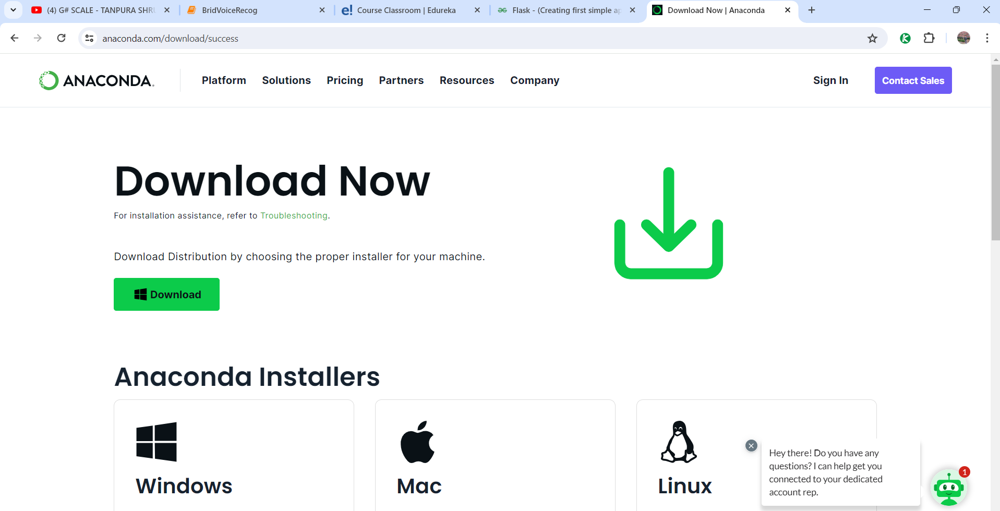 (4) G# SCALE - TANPURA SHRU
BridVoiceRecog
e! Course Classroom | Edureka
Flask - (Creating first simple ap
Download Now | Anaconda
anaconda.com/download/success
K
ANACONDA.
Platform
Solutions
Pricing
Partners
Resources
Company
Sign In
Contact Sales
Download Now
For installation assistance, refer to Troubleshooting.
Download Distribution by choosing the proper installer for your machine.
Download
Anaconda Installers
Windows
Mac
Linux
Hey there! Do you have any
questions? I can help get you
connected to your dedicated
account rep.
1